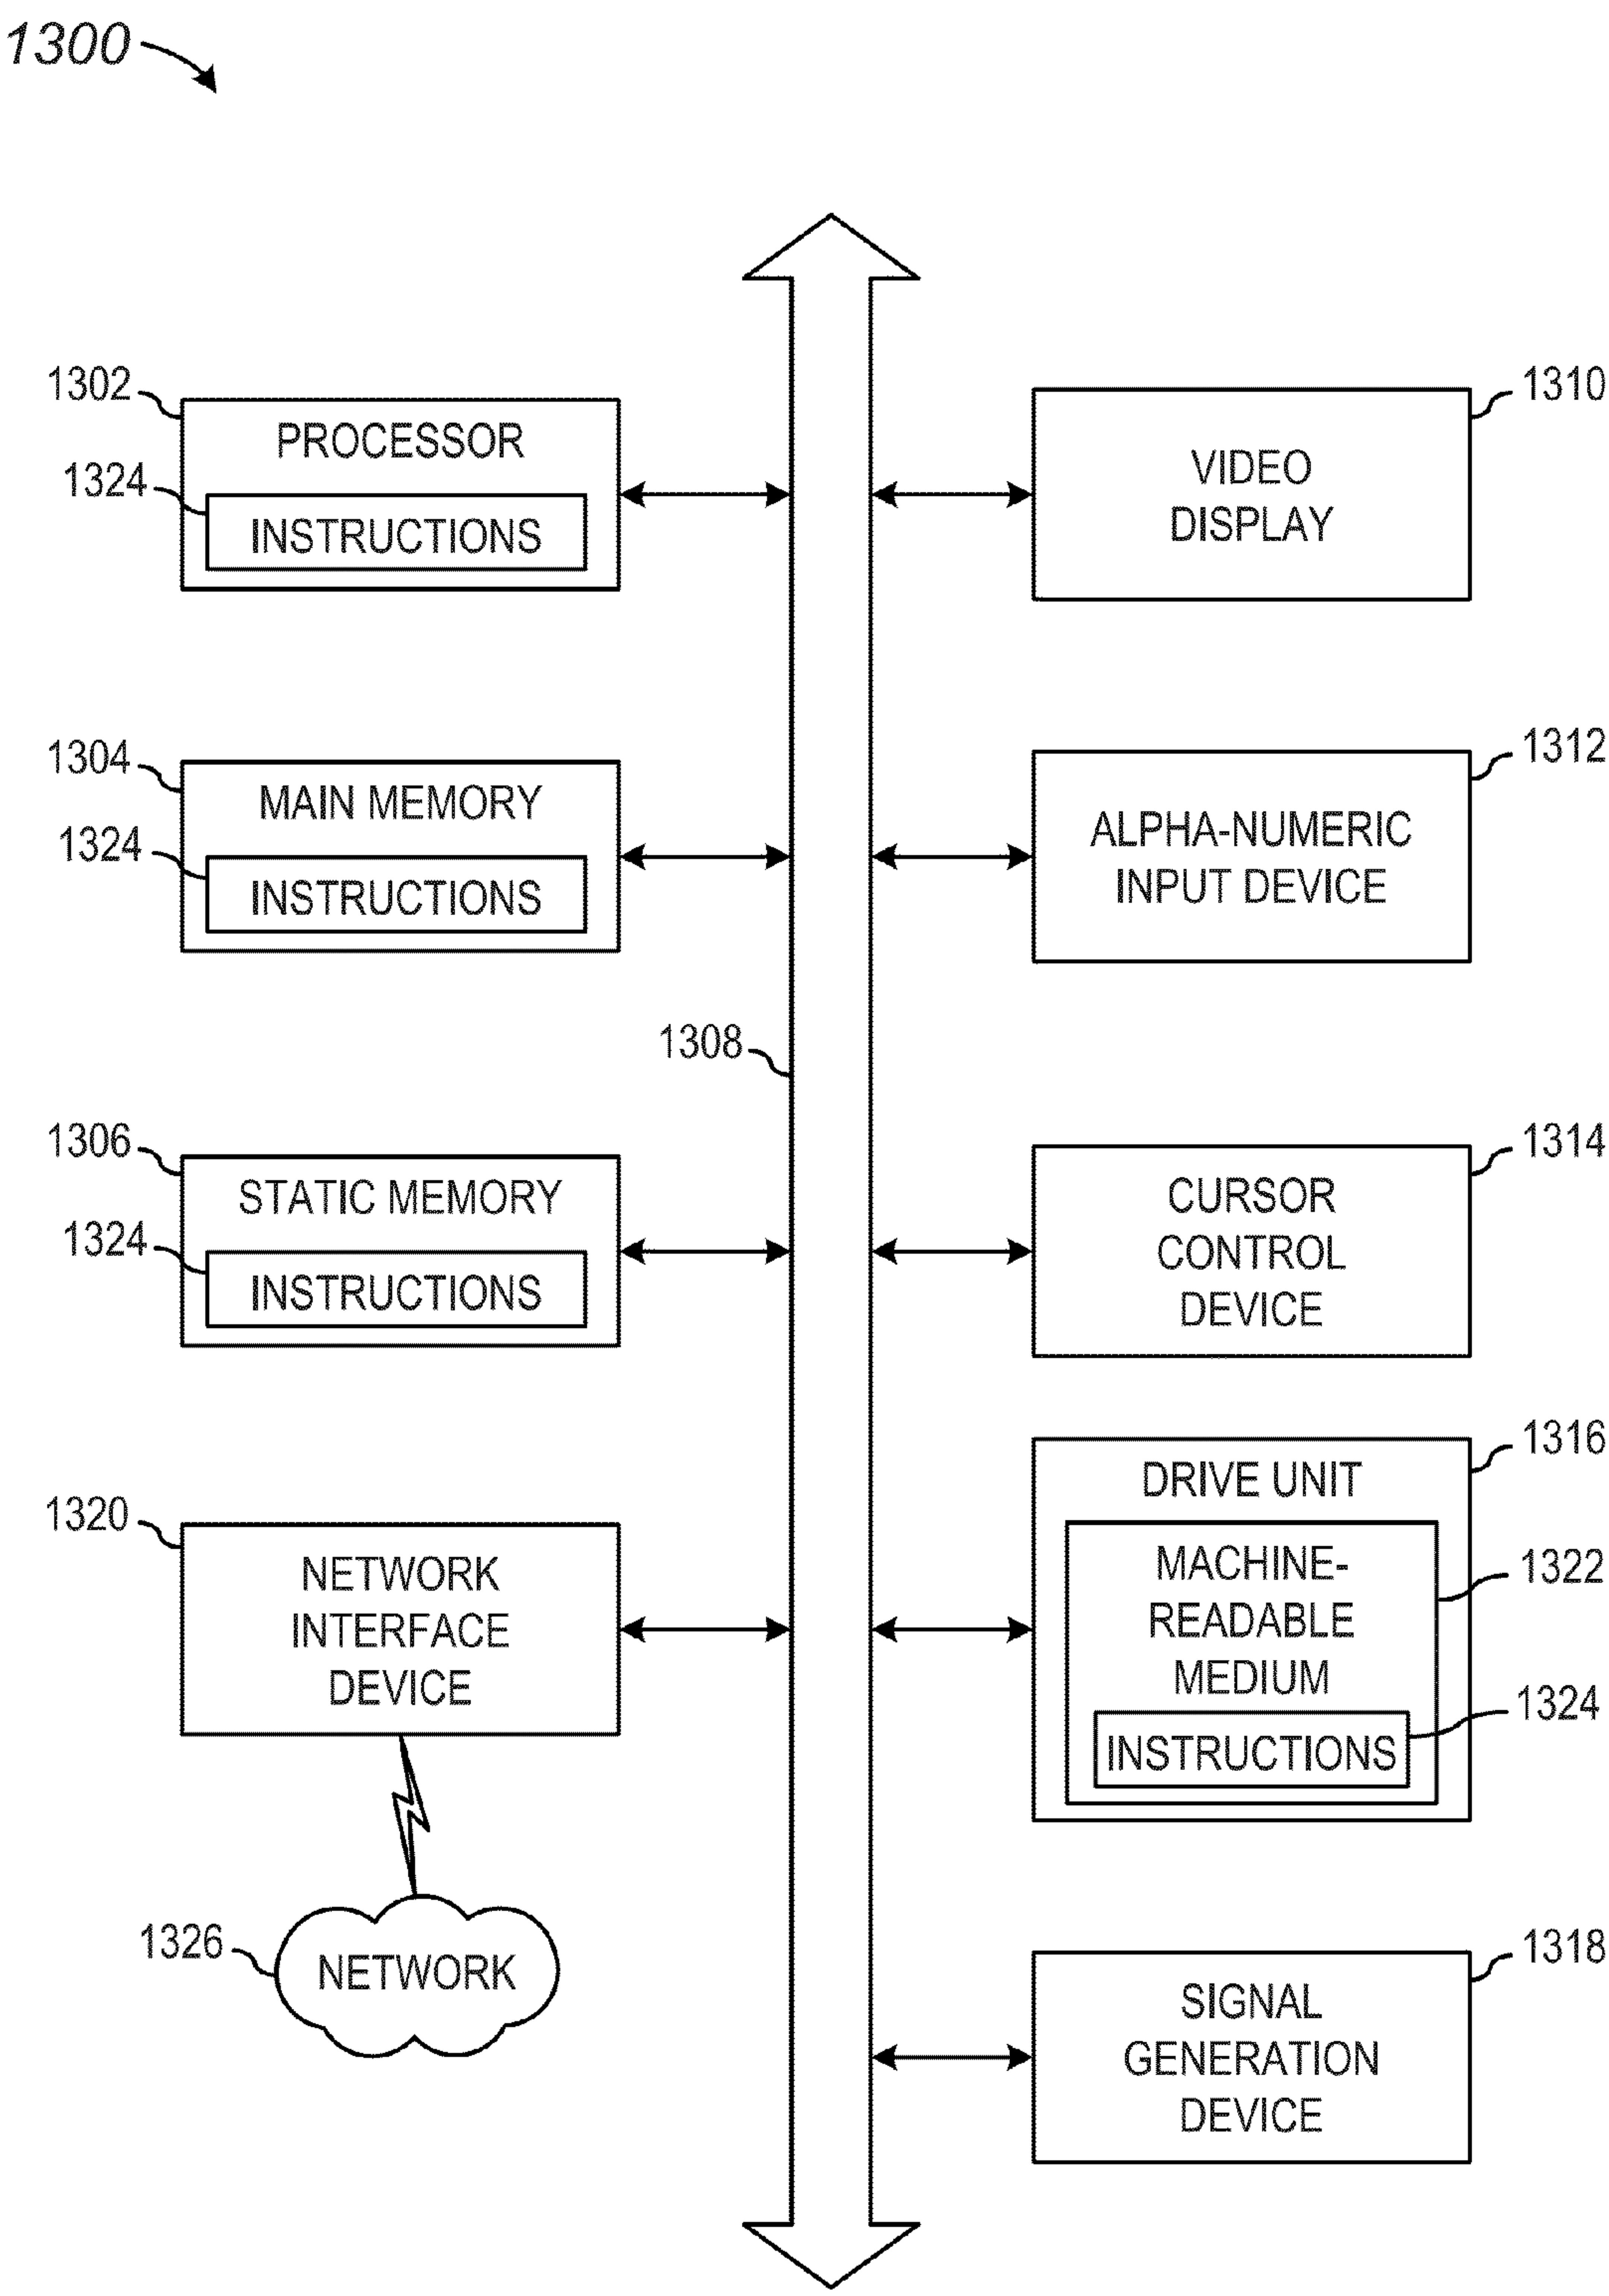 1300
1302
PROCESSOR
1324
INSTRUCTIONS
1304
MAIN MEMORY
1324
INSTRUCTIONS
1308
1306
STATIC MEMORY
1324
INSTRUCTIONS
1320
NETWORK
INTERFACE
DEVICE
1326
NETWORK
1310
VIDEO
DISPLAY
1312
ALPHA-NUMERIC
INPUT DEVICE
1314
CURSOR
CONTROL
DEVICE
1316
DRIVE UNIT
1322
MACHINE-
READABLE
MEDIUM
1324
INSTRUCTIONS
1318
SIGNAL
GENERATION
DEVICE